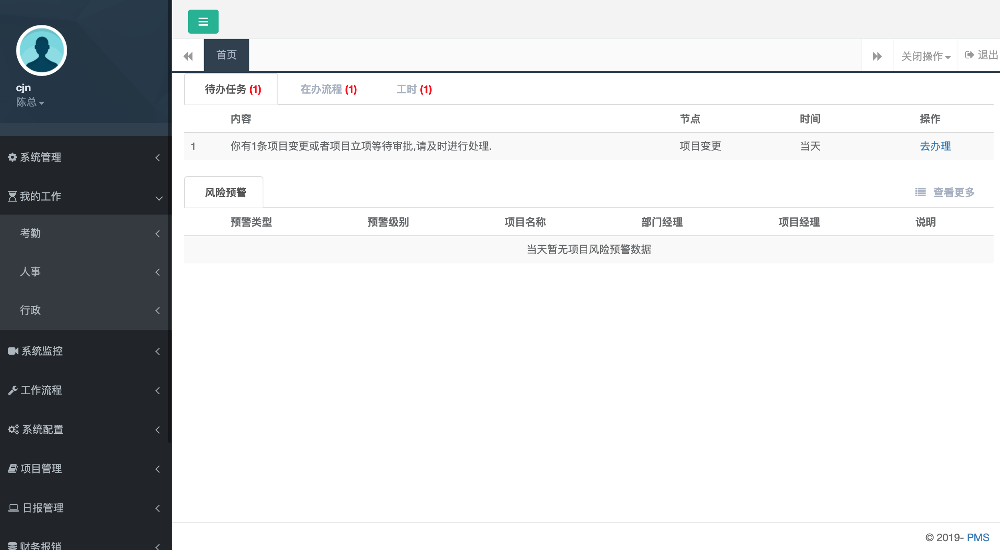 cjn
陈总
系统管理
我的工作
考勤
人事
行政
系统监控
工作流程
系统配置
项目管理
日报管理
财务报销
首页
关闭操作
退出
待办任务 (1) 在办流程 (1) 工时 (1)
内容 节点 时间 操作
1 你有1条项目变更或者项目立项等待审批,请及时进行处理. 项目变更 当天 去办理
风险预警 查看更多
预警类型 预警级别 项目名称 部门经理 项目经理 说明
当天暂无项目风险预警数据
© 2019- PMS